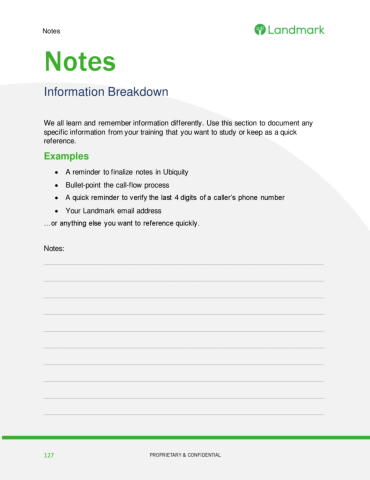 Notes
Landmark
Notes
Information Breakdown
We all learn and remember information differently. Use this section to document any
specific information from your training that you want to study or keep as a quick
reference.
Examples
• A reminder to finalize notes in Ubiquity
• Bullet-point the call-flow process
• A quick reminder to verify the last 4 digits of a caller's phone number
• Your Landmark email address
…or anything else you want to reference quickly.
Notes:
127 PROPRIETARY & CONFIDENTIAL